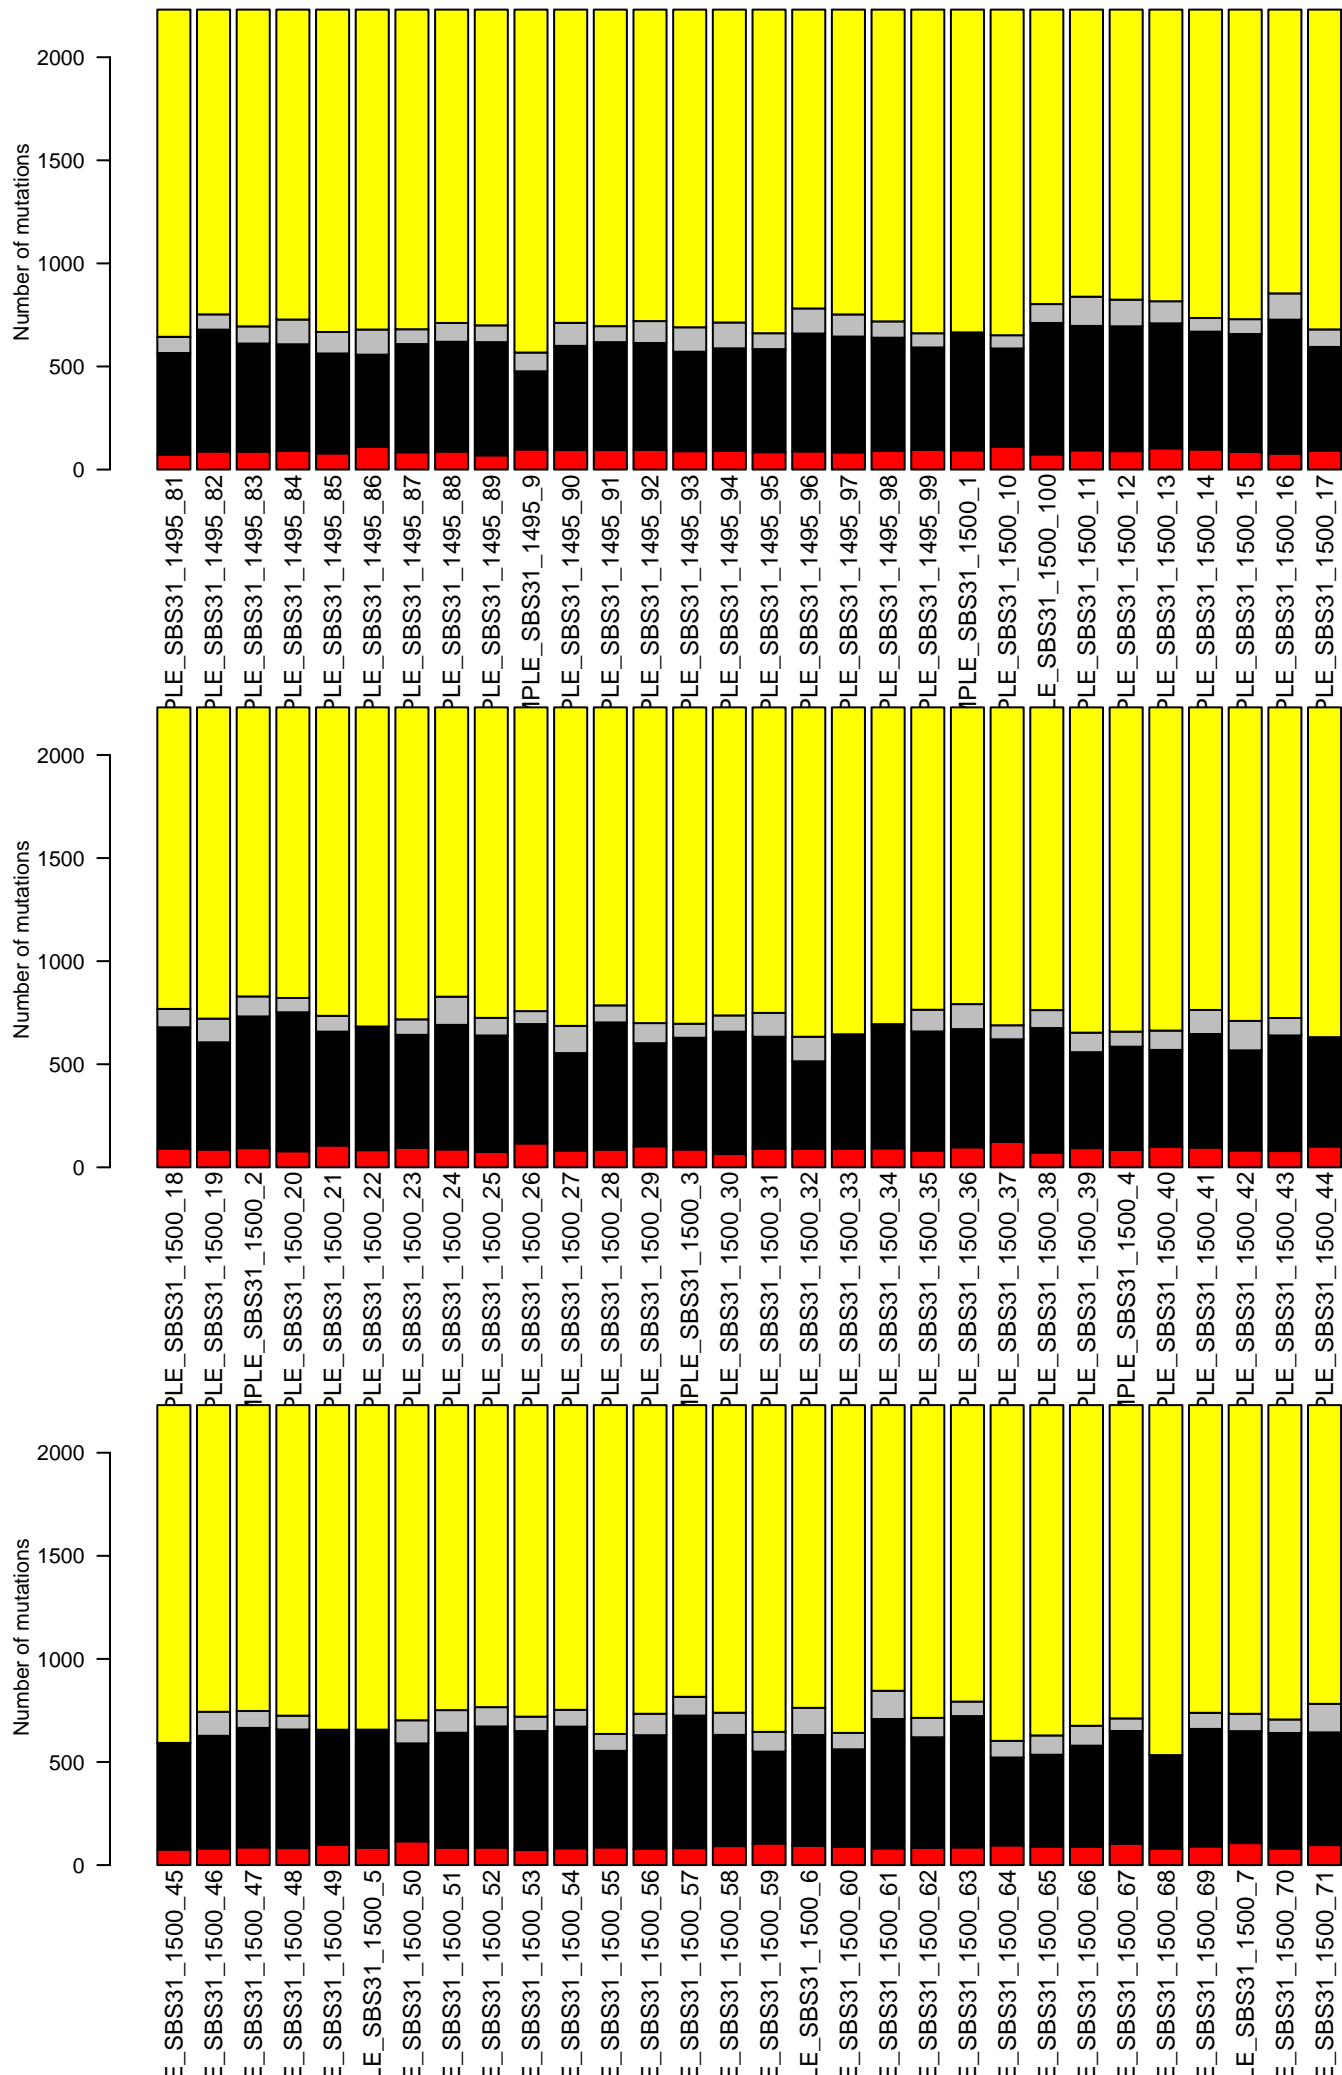 2000
1500
1000
500
0
Number of mutations
PLE_SBS31_1495_81
PLE_SBS31_1495_82
PLE_SBS31_1495_83
PLE_SBS31_1495_84
PLE_SBS31_1495_85
PLE_SBS31_1495_86
PLE_SBS31_1495_87
PLE_SBS31_1495_88
PLE_SBS31_1495_89
MPLE_SBS31_1495_9
PLE_SBS31_1495_90
PLE_SBS31_1495_91
PLE_SBS31_1495_92
PLE_SBS31_1495_93
PLE_SBS31_1495_94
PLE_SBS31_1495_95
PLE_SBS31_1495_96
PLE_SBS31_1495_97
PLE_SBS31_1495_98
PLE_SBS31_1495_99
MPLE_SBS31_1500_1
PLE_SBS31_1500_10
LE_SBS31_1500_100
PLE_SBS31_1500_11
PLE_SBS31_1500_12
PLE_SBS31_1500_13
PLE_SBS31_1500_14
PLE_SBS31_1500_15
PLE_SBS31_1500_16
PLE_SBS31_1500_17
2000
1500
1000
500
0
Number of mutations
PLE_SBS31_1500_18
PLE_SBS31_1500_19
MPLE_SBS31_1500_2
PLE_SBS31_1500_20
PLE_SBS31_1500_21
PLE_SBS31_1500_22
PLE_SBS31_1500_23
PLE_SBS31_1500_24
PLE_SBS31_1500_25
PLE_SBS31_1500_26
PLE_SBS31_1500_27
PLE_SBS31_1500_28
PLE_SBS31_1500_29
MPLE_SBS31_1500_3
PLE_SBS31_1500_30
PLE_SBS31_1500_31
PLE_SBS31_1500_32
PLE_SBS31_1500_33
PLE_SBS31_1500_34
PLE_SBS31_1500_35
PLE_SBS31_1500_36
PLE_SBS31_1500_37
PLE_SBS31_1500_38
PLE_SBS31_1500_39
MPLE_SBS31_1500_4
PLE_SBS31_1500_40
PLE_SBS31_1500_41
PLE_SBS31_1500_42
PLE_SBS31_1500_43
PLE_SBS31_1500_44
2000
1500
1000
500
0
Number of mutations
E_SBS31_1500_45
E_SBS31_1500_46
E_SBS31_1500_47
E_SBS31_1500_48
E_SBS31_1500_49
LE_SBS31_1500_5
E_SBS31_1500_50
E_SBS31_1500_51
E_SBS31_1500_52
E_SBS31_1500_53
E_SBS31_1500_54
E_SBS31_1500_55
E_SBS31_1500_56
E_SBS31_1500_57
E_SBS31_1500_58
E_SBS31_1500_59
LE_SBS31_1500_6
E_SBS31_1500_60
E_SBS31_1500_61
E_SBS31_1500_62
E_SBS31_1500_63
E_SBS31_1500_64
E_SBS31_1500_65
E_SBS31_1500_66
E_SBS31_1500_67
E_SBS31_1500_68
E_SBS31_1500_69
LE_SBS31_1500_7
E_SBS31_1500_70
E_SBS31_1500_71